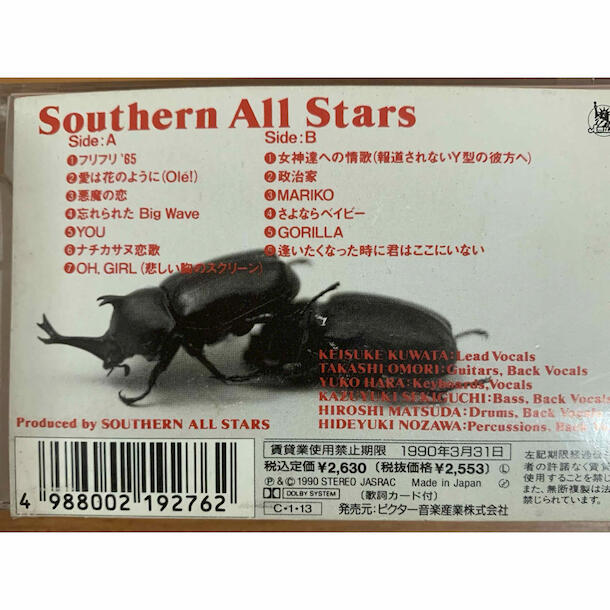 Southern All Stars
Side:A
❶フリフリ '65
❷愛は花のように(Olé!)
❸悪魔の恋
❹忘れられた Big Wave
❺YOU
❻ナチカサヌ恋歌
❼OH, GIRL (悲しい胸のスクリーン)
Side:B
❶女神達への情歌(報道されないY型の彼方へ)
❷政治家
❸MARIKO
❹さよならベイビー
❺GORILLA
❻逢いたくなった時に君はここにいない
KEISUKE KUWATA:Lead Vocals
TAKASHI OMORI:Guitars, Back Vocals
YUKO HARA:Keyboards,Vocals
KAZUYUKI SEKIGUCHI:Bass, Back Vocals
HIROSHI MATSUDA:Drums, Back Vocals
HIDEYUKI NOZAWA:Percussions, Back
Produced by SOUTHERN ALL STARS
4 988002 192762
賃貸業使用禁止期限 1990年3月31日
税込定価¥2,630 (税抜価格¥2,553) Ⓛ
Ⓟ&© 1990 STEREO JASRAC Made in Japan
DOLBY SYSTEM (歌詞カード付)
C・1・13 発売元:ビクター音楽産業株式会社
左記期限経過後
者の許諾なく賃
使用することを禁
また、無断複製は法
禁じられています。